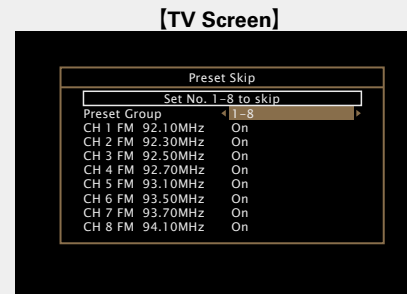 【TV Screen】
Preset Skip
Set No. 1-8 to skip
Preset Group 1-8
CH 1 FM 92.10MHz On
CH 2 FM 92.30MHz On
CH 3 FM 92.50MHz On
CH 4 FM 92.70MHz On
CH 5 FM 93.10MHz On
CH 6 FM 93.50MHz On
CH 7 FM 93.70MHz On
CH 8 FM 94.10MHz On